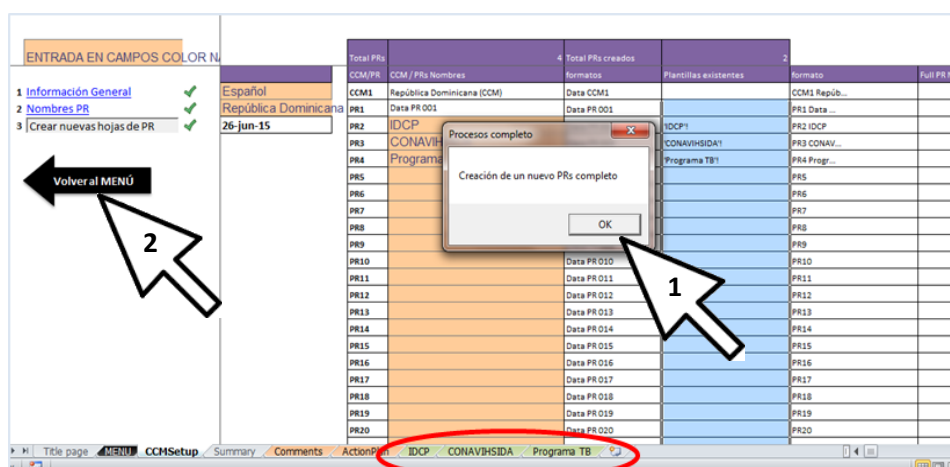 ENTRADA EN CAMPOS COLOR NA
Total PRs 4 Total PRs creados 2
CCM/PR CCM / PRs Nombres formatos Plantillas existentes formato Full PR N
1 Información General Español CCM1 República Dominicana (CCM) Data CCM1 CCM1 Repúb...
2 Nombres PR República Dominicana PR1 Data PR 001 Data PR 001 PR1 Data ...
3 Crear nuevas hojas de PR 26-jun-15 PR2 IDCP 'IDCP'! PR2 IDCP
PR3 CONAVIH 'CONAVIHSIDA'! PR3 CONAV...
PR4 Programa 'Programa TB'! PR4 Progr...
Procesos completo
Creación de un nuevo PRs completo
OK
Volver al MENÚ
1
2
PR5 PR5
PR6 PR6
PR7 PR7
PR8 PR8
PR9 PR9
PR10 Data PR 010 PR10
PR11 Data PR 011 PR11
PR12 Data PR 012 PR12
PR13 Data PR 013 PR13
PR14 Data PR 014 PR14
PR15 Data PR 015 PR15
PR16 Data PR 016 PR16
PR17 Data PR 017 PR17
PR18 Data PR 018 PR18
PR19 Data PR 019 PR19
PR20 Data PR 020 PR20
Title page MENU CCMSetup Summary Comments ActionPlan IDCP CONAVIHSIDA Programa TB